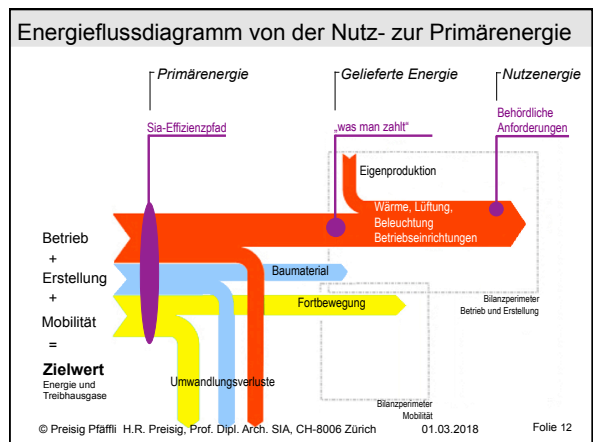 Energieflussdiagramm von der Nutz- zur Primärenergie
Primärenergie
Gelieferte Energie
Nutzenergie
Sia-Effizienzpfad
„was man zahlt“
Behördliche
Anforderungen
Eigenproduktion
Wärme, Lüftung,
Beleuchtung
Betriebseinrichtungen
Betrieb
+
Erstellung
+
Mobilität
=
Zielwert
Energie und
Treibhausgase
Baumaterial
Fortbewegung
Bilanzperimeter
Betrieb und Erstellung
Umwandlungsverluste
Bilanzperimeter
Mobilität
© Preisig Pfäffli H.R. Preisig, Prof. Dipl. Arch. SIA, CH-8006 Zürich 01.03.2018 Folie 12